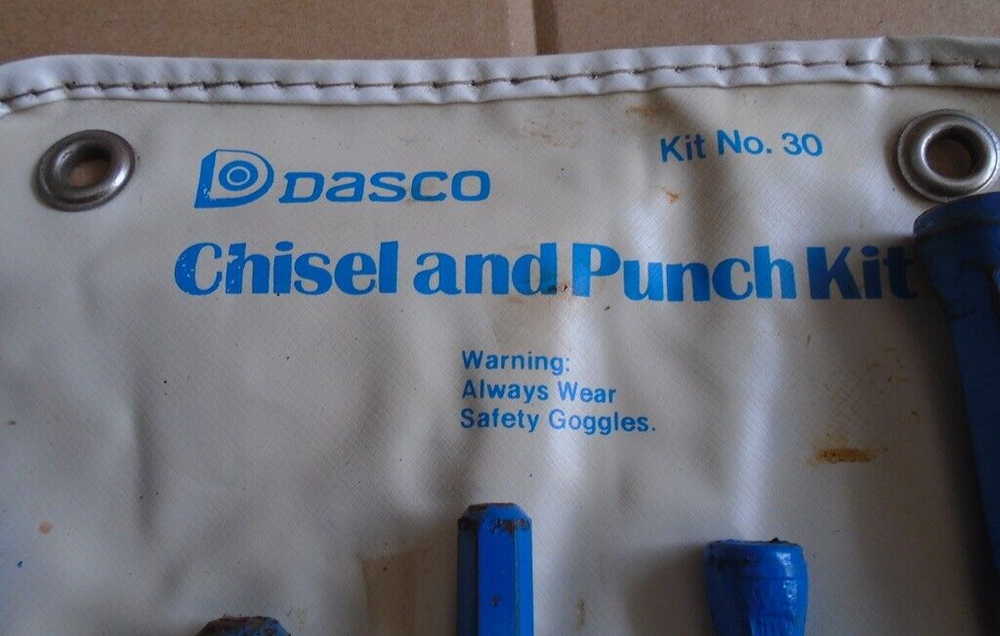 DASCO
Kit No. 30
Chisel and Punch Kit
Warning:
Always Wear
Safety Goggles.